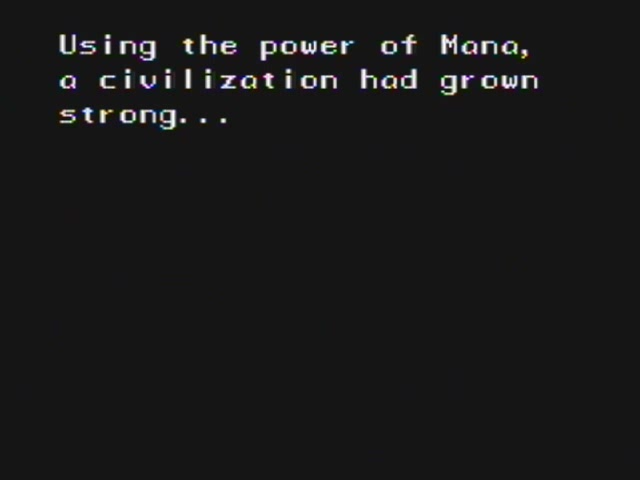 Using the power of Mana,
a civilization had grown
strong...